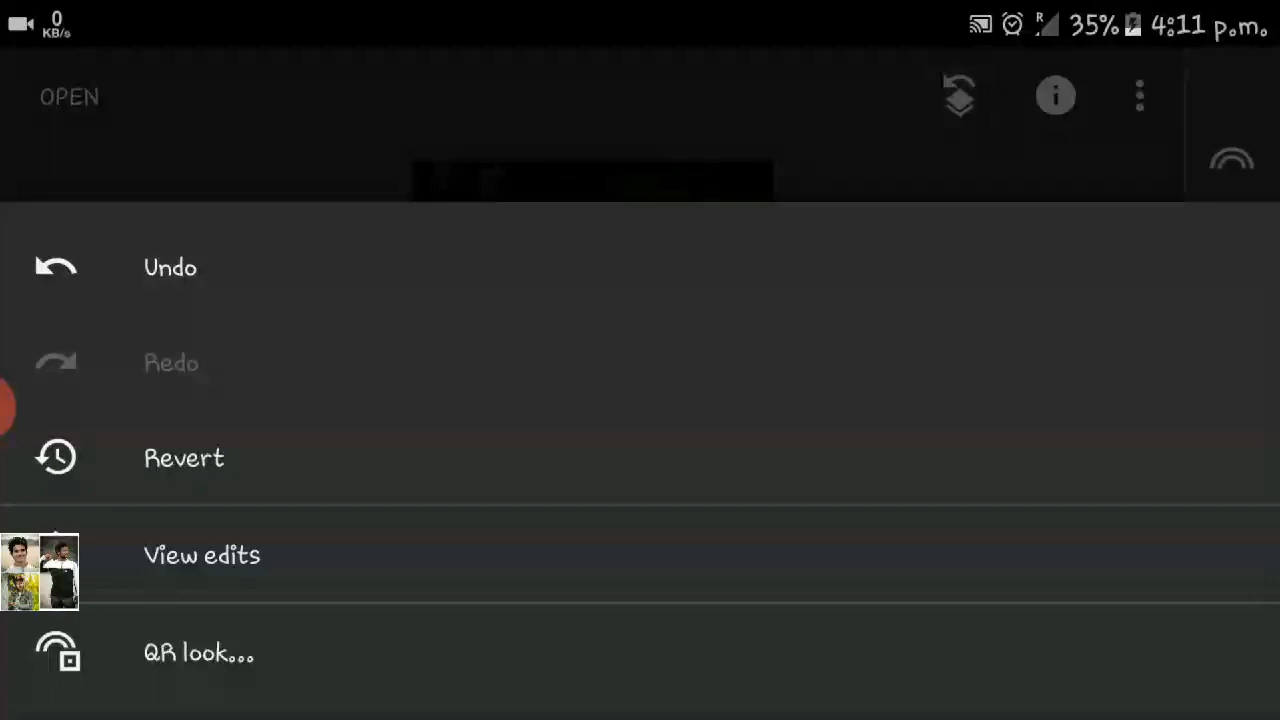 0
KB/s
R
35%
4:11 p.m.
OPEN
Undo
Redo
Revert
View edits
QR look...